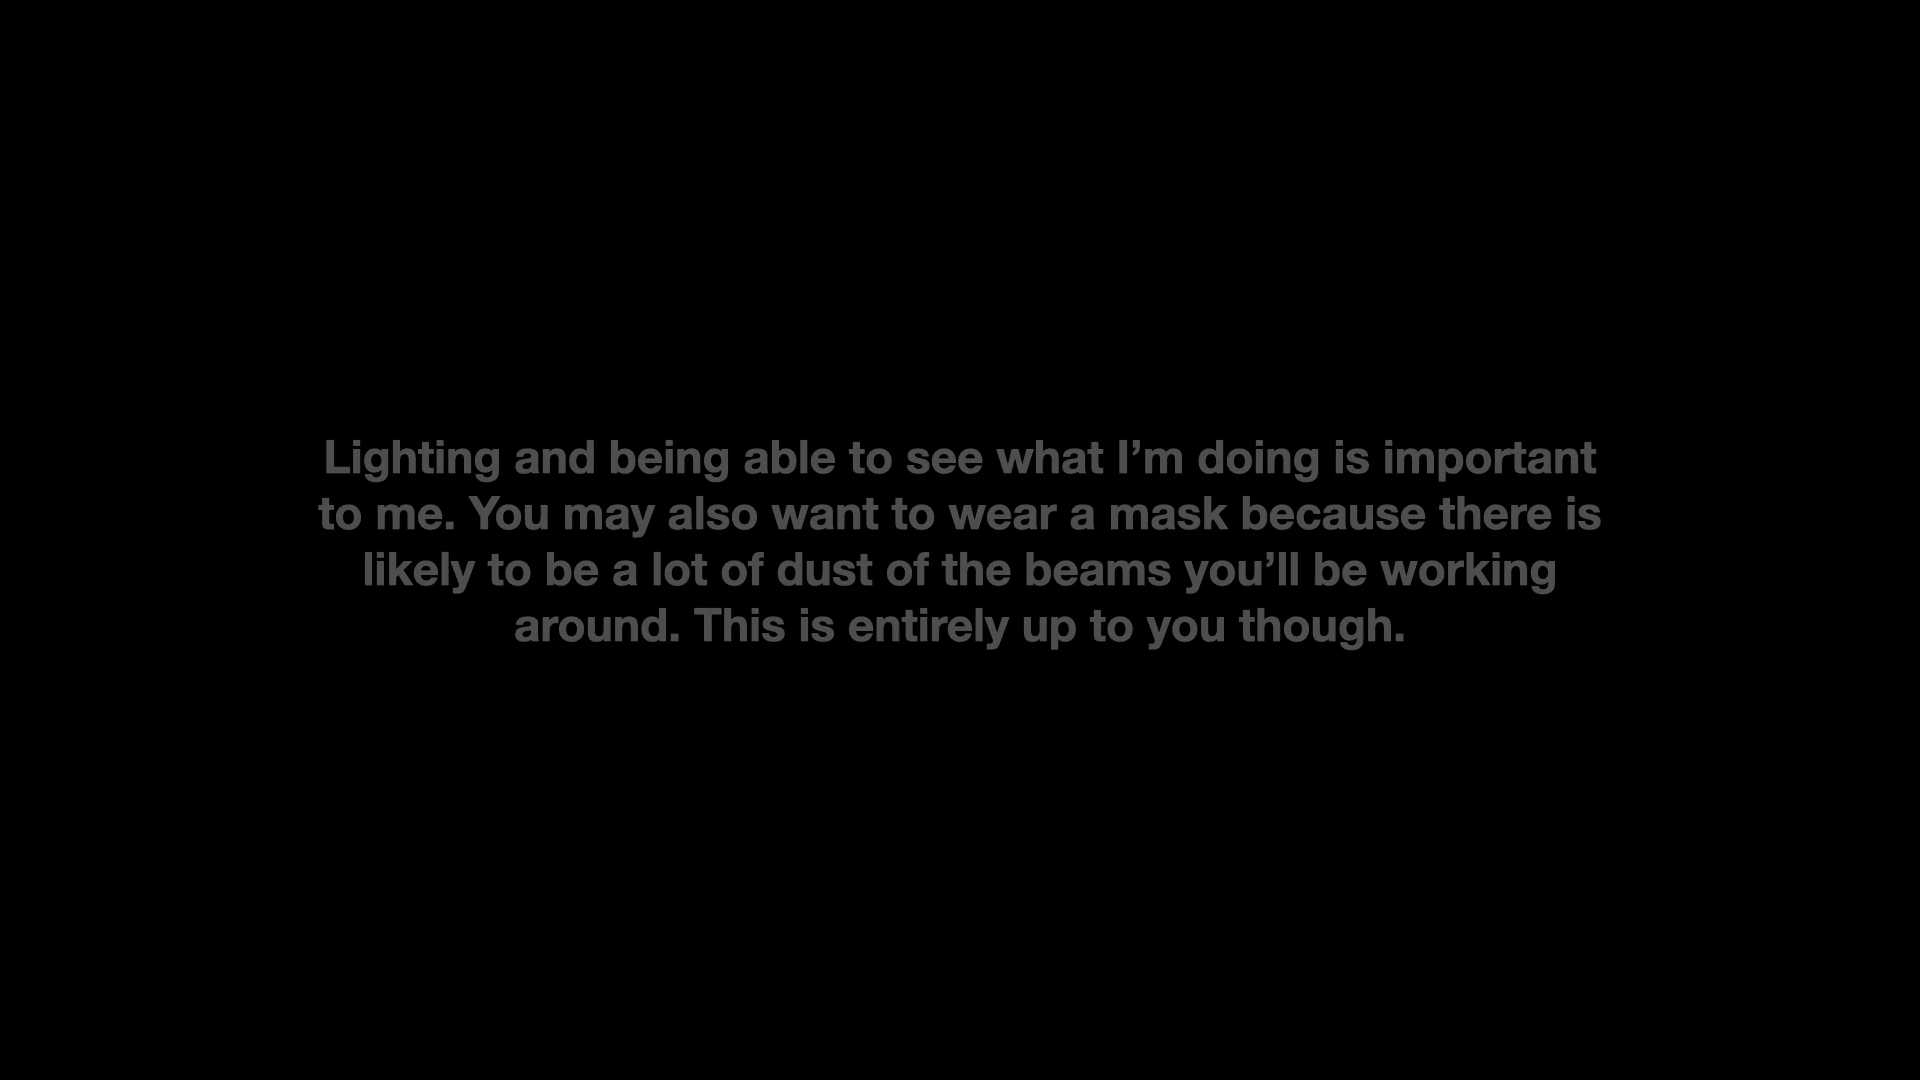 Lighting and being able to see what I’m doing is important
to me. You may also want to wear a mask because there is
likely to be a lot of dust of the beams you’ll be working
around. This is entirely up to you though.